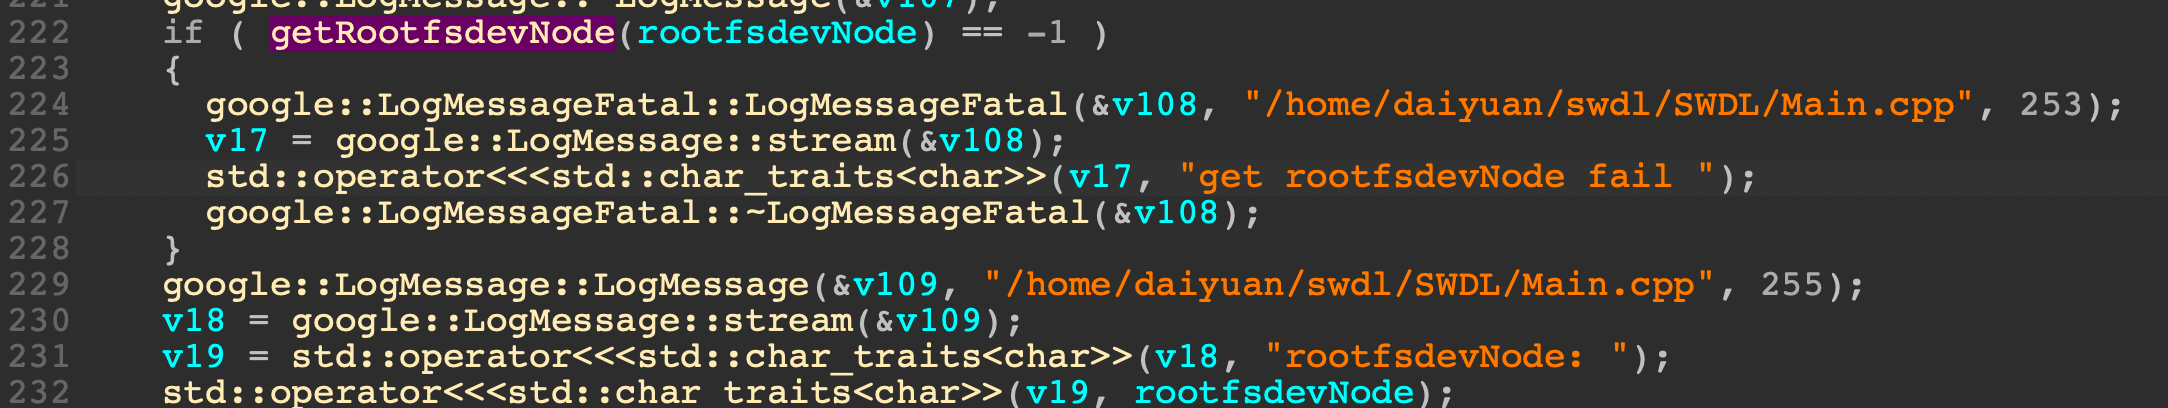 221 google::LogMessage::~LogMessage(&v107);
222 if ( getRootfsdevNode(rootfsdevNode) == -1 )
223 {
224 google::LogMessageFatal::LogMessageFatal(&v108, "/home/daiyuan/swdl/SWDL/Main.cpp", 253);
225 v17 = google::LogMessage::stream(&v108);
226 std::operator<<<std::char_traits<char>>(v17, "get rootfsdevNode fail ");
227 google::LogMessageFatal::~LogMessageFatal(&v108);
228 }
229 google::LogMessage::LogMessage(&v109, "/home/daiyuan/swdl/SWDL/Main.cpp", 255);
230 v18 = google::LogMessage::stream(&v109);
231 v19 = std::operator<<<std::char_traits<char>>(v18, "rootfsdevNode: ");
232 std::operator<<<std::char_traits<char>>(v19, rootfsdevNode);